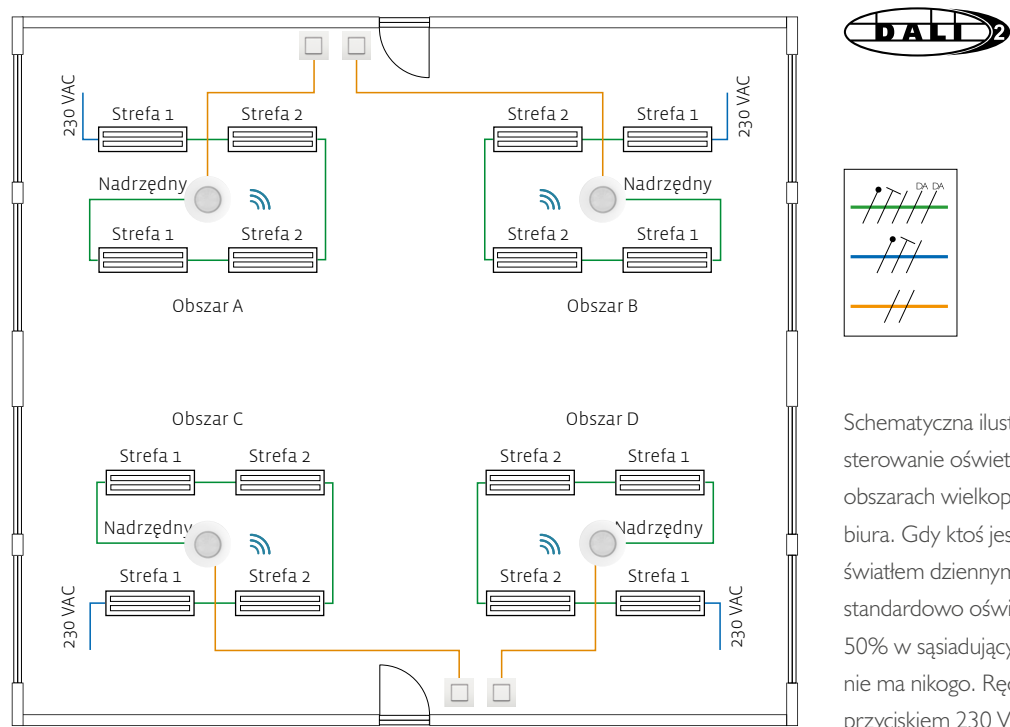 DALI 2
230 VAC
Strefa 1
Strefa 2
Strefa 2
Strefa 1
230 VAC
Nadrzędny
Nadrzędny
DA DA
Strefa 1
Strefa 2
Strefa 2
Strefa 1
Obszar A
Obszar B
Obszar C
Obszar D
Schematyczna ilust
sterowanie oświet
obszarach wielkop
biura. Gdy ktoś jes
światłem dziennym
standardowo oświ
50% w sąsiadujący
nie ma nikogo. Ręc
przyciskiem 230 V
Strefa 1
Strefa 2
Strefa 2
Strefa 1
Nadrzędny
Nadrzędny
Strefa 1
Strefa 2
Strefa 2
Strefa 1
230 VAC
230 VAC